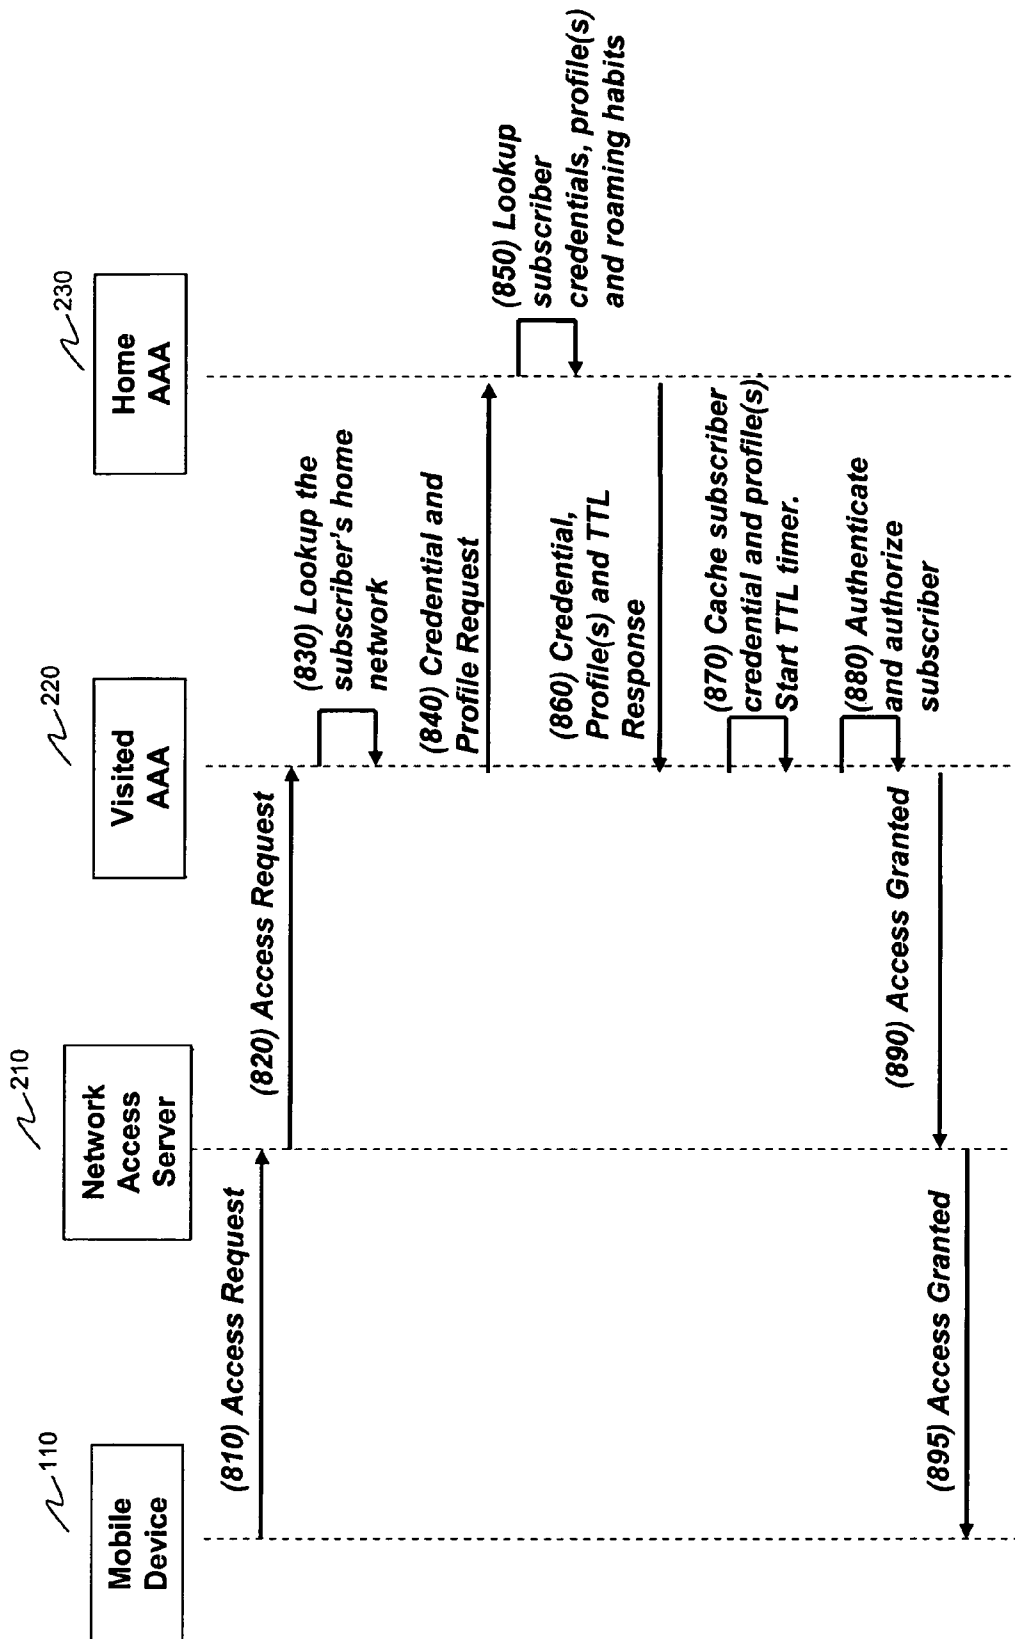 110
Mobile
Device
210
Network
Access
Server
220
Visited
AAA
230
Home
AAA
(810) Access Request
(820) Access Request
(830) Lookup the
subscriber's home
network
(840) Credential and
Profile Request
(850) Lookup
subscriber
credentials, profile(s)
and roaming habits
(860) Credential,
Profile(s) and TTL
Response
(870) Cache subscriber
credential and profile(s).
Start TTL timer.
(880) Authenticate
and authorize
subscriber
(890) Access Granted
(895) Access Granted